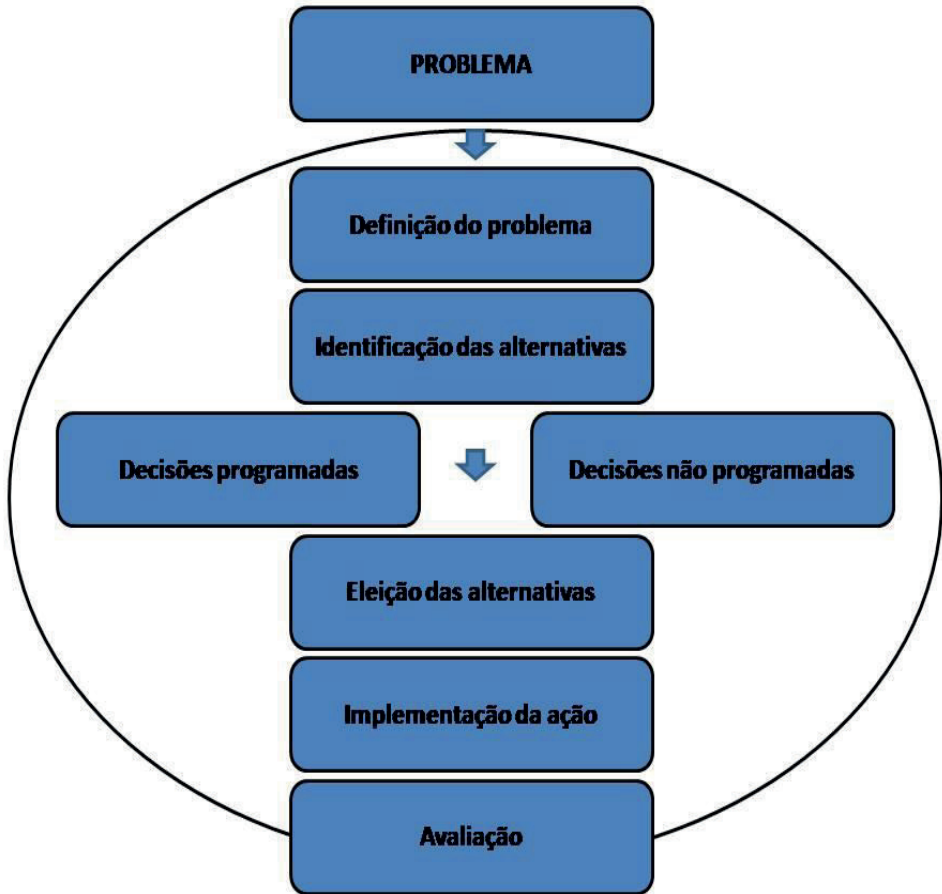 PROBLEMA
Definição do problema
Identificação das alternativas
Decisões programadas
Decisões não programadas
Eleição das alternativas
Implementação da ação
Avaliação